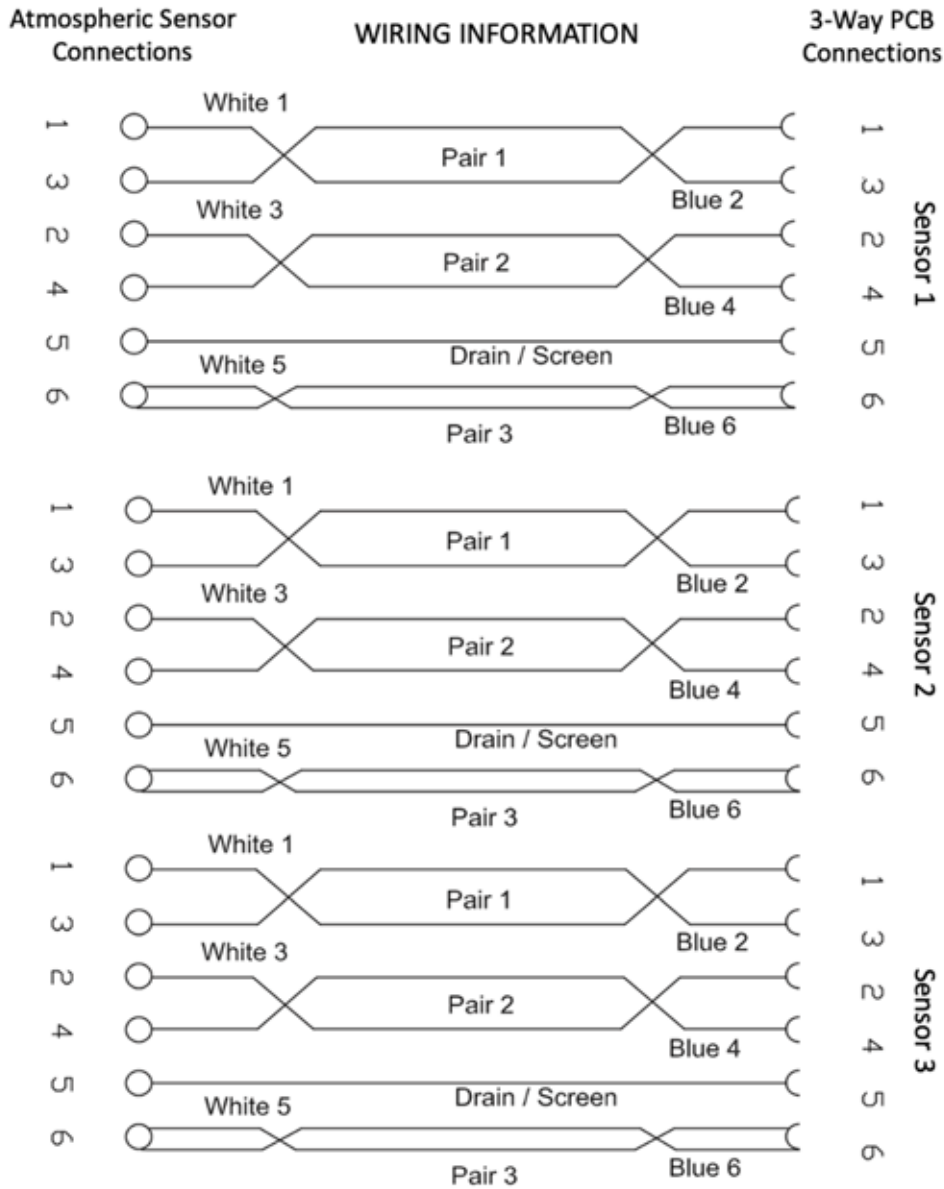 Atmospheric Sensor
Connections
WIRING INFORMATION
3-Way PCB
Connections
1 White 1 1
Pair 1
3 Blue 2 3
2 White 3 2
Pair 2
4 Blue 4 4
5 Drain / Screen 5
White 5
6 Blue 6 6
Pair 3
Sensor 1
1 White 1 1
Pair 1
3 Blue 2 3
2 White 3 2
Pair 2
4 Blue 4 4
5 Drain / Screen 5
White 5
6 Blue 6 6
Pair 3
Sensor 2
1 White 1 1
Pair 1
3 Blue 2 3
2 White 3 2
Pair 2
4 Blue 4 4
5 Drain / Screen 5
White 5
6 Blue 6 6
Pair 3
Sensor 3